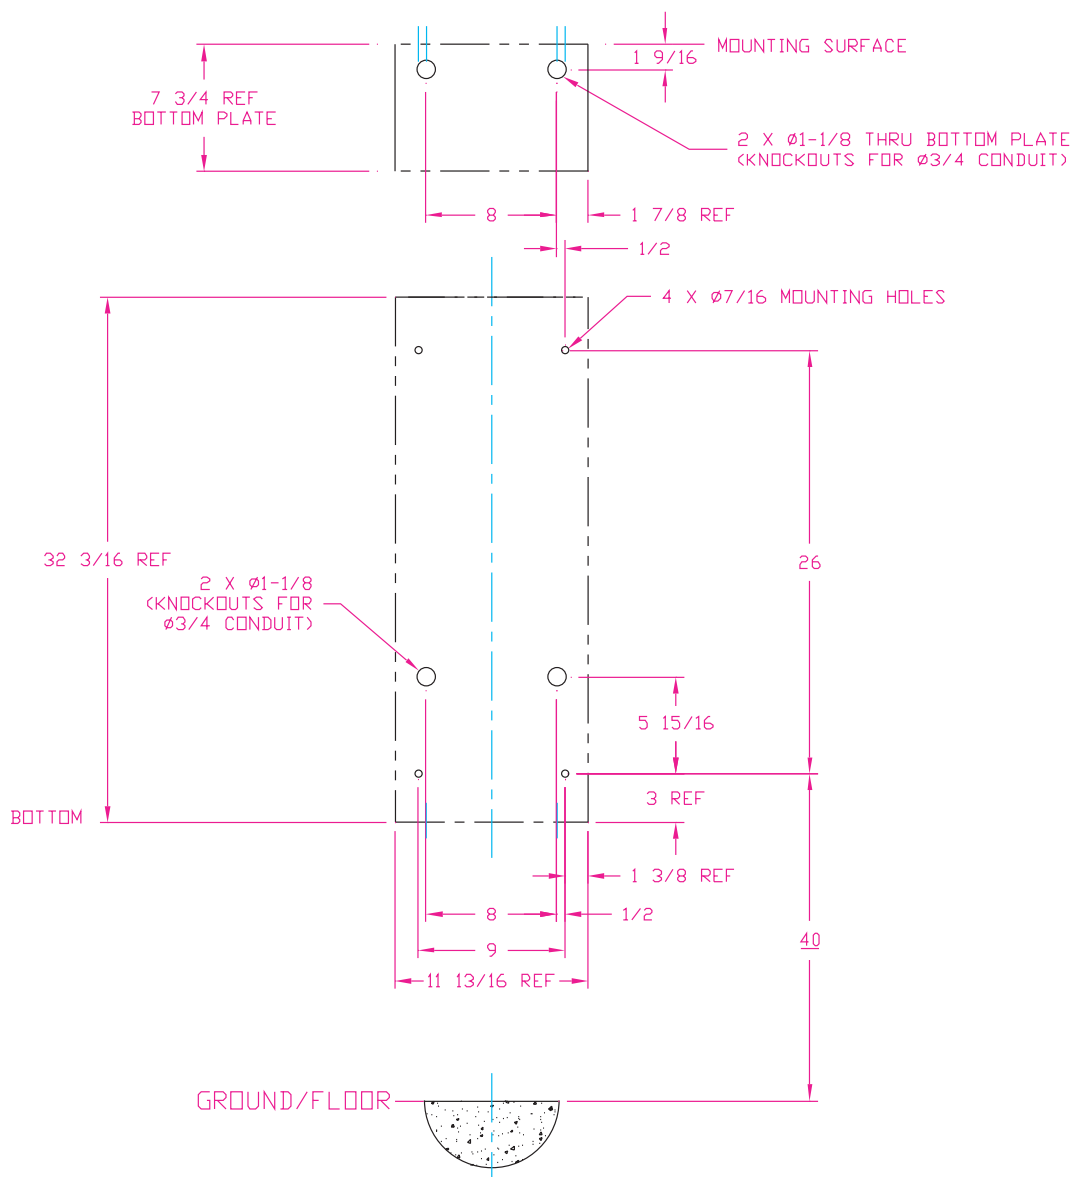 MOUNTING SURFACE
1 9/16
7 3/4 REF
BOTTOM PLATE
2 X Ø1-1/8 THRU BOTTOM PLATE
(KNOCKOUTS FOR Ø3/4 CONDUIT)
8
1 7/8 REF
1/2
4 X Ø7/16 MOUNTING HOLES
32 3/16 REF
26
2 X Ø1-1/8
(KNOCKOUTS FOR
Ø3/4 CONDUIT)
5 15/16
3 REF
BOTTOM
1 3/8 REF
8
1/2
40
9
11 13/16 REF
GROUND/FLOOR